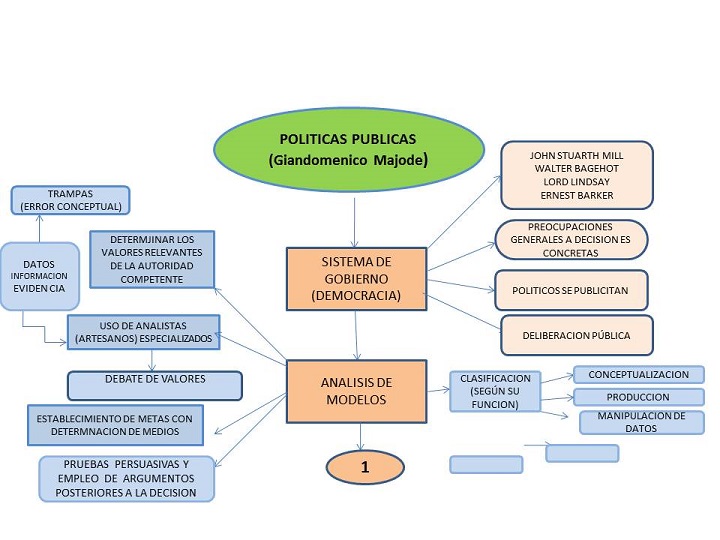 POLITICAS PUBLICAS
(Giandomenico Majode)
JOHN STUARTH MILL
WALTER BAGEHOT
LORD LINDSAY
ERNEST BARKER
TRAMPAS
(ERROR CONCEPTUAL)
PREOCUPACIONES
GENERALES A DECISION ES
CONCRETAS
DETERMJNAR LOS
VALORES RELEVANTES
DE LA AUTORIDAD
COMPETENTE
DATOS
INFORMACION
EVIDEN CIA
SISTEMA DE
GOBIERNO
(DEMOCRACIA)
POLITICOS SE PUBLICITAN
USO DE ANALISTAS
(ARTESANOS) ESPECIALIZADOS
DELIBERACION PÚBLICA
DEBATE DE VALORES
ANALISIS DE
MODELOS
CLASIFICACION
(SEGÚN SU
FUNCION)
CONCEPTUALIZACION
PRODUCCION
MANIPULACION DE
DATOS
ESTABLECIMIENTO DE METAS CON
DETERMNACION DE MEDIOS
PRUEBAS PERSUASIVAS Y
EMPLEO DE ARGUMENTOS
POSTERIORES A LA DECISION
1